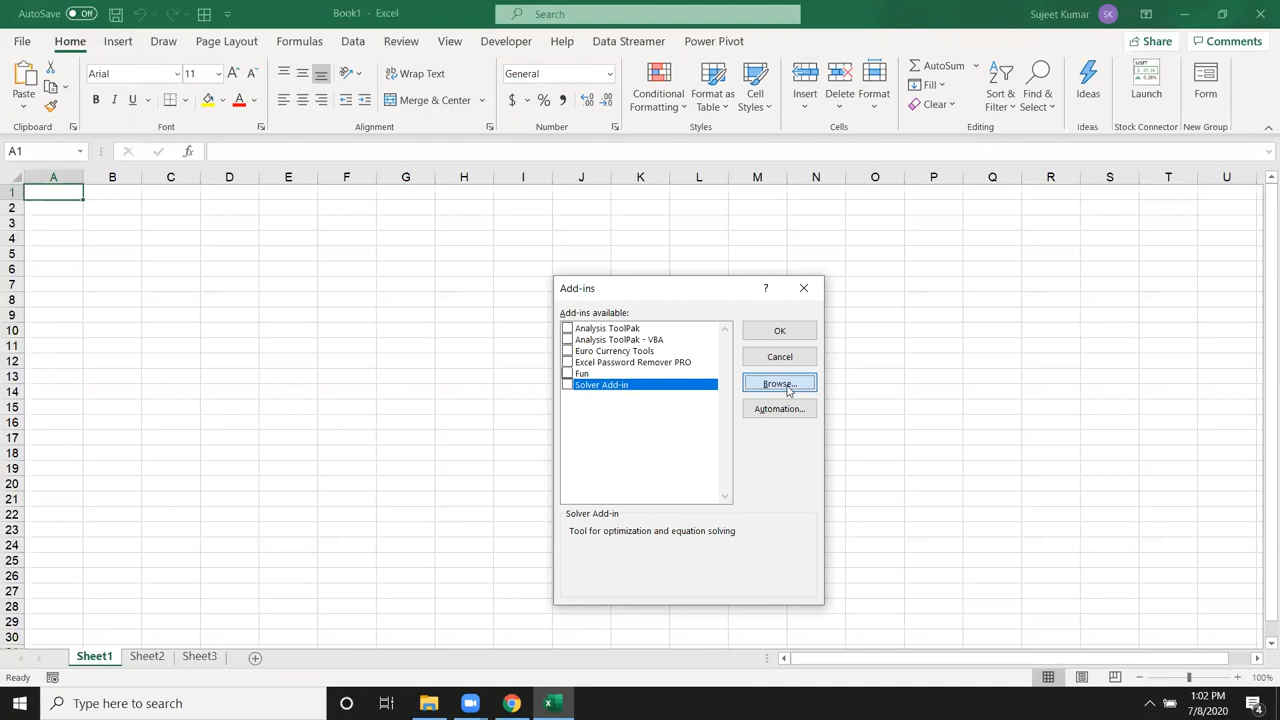 AutoSave Off Book1 - Excel Search Sujeet Kumar SK
File Home Insert Draw Page Layout Formulas Data Review View Developer Help Data Streamer Power Pivot Share Comments
Paste Arial 11 Wrap Text General Conditional Formatting Format as Table Cell Styles Insert Delete Format AutoSum Fill Clear Sort & Filter Find & Select Ideas Launch Form
B I U Merge & Center $ %
Clipboard Font Alignment Number Styles Cells Editing Ideas Stock Connector New Group
A1 fx
A B C D E F G H I J K L M N O P Q R S T U
1
2
3
4
5
6
7
8
9
10
11
12
13
14
15
16
17
18
19
20
21
22
23
24
25
26
27
28
29
30
Add-ins ?
Add-ins available:
Analysis ToolPak
Analysis ToolPak - VBA
Euro Currency Tools
Excel Password Remover PRO
Fun
Solver Add-in
OK
Cancel
Browse...
Automation...
Solver Add-in
Tool for optimization and equation solving
Sheet1 Sheet2 Sheet3
Ready 100%
Type here to search
1:02 PM
7/8/2020
4